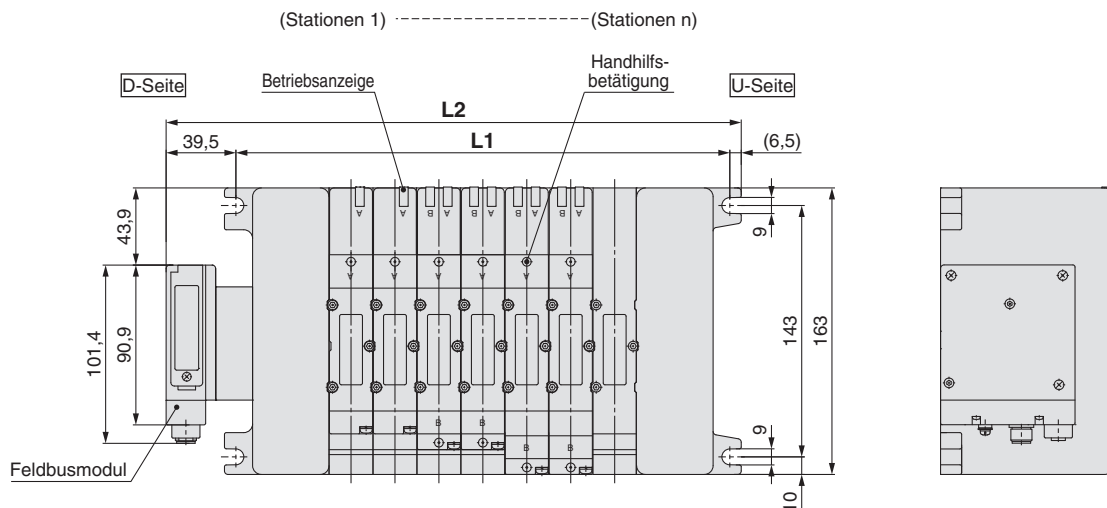 (Stationen 1) (Stationen n)
D-Seite
Betriebsanzeige
Handhilfs-
betätigung
U-Seite
L2
39,5
L1
(6,5)
43,9
101,4
90,9
9
143
163
9
10
A A B A B A B A B A
A A A A A A
B B B B
Feldbusmodul